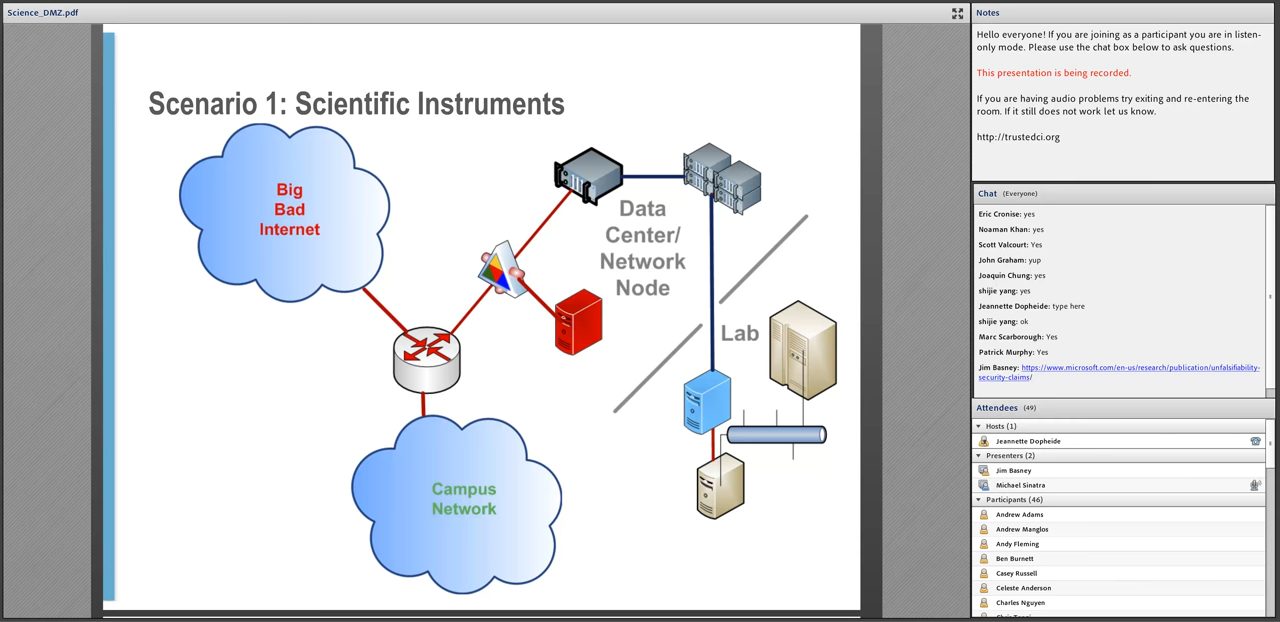 Science_DMZ.pdf
Scenario 1: Scientific Instruments
Big
Bad
Internet
Data
Center/
Network
Node
Lab
Campus
Network
Notes
Hello everyone! If you are joining as a participant you are in listen-
only mode. Please use the chat box below to ask questions.
This presentation is being recorded.
If you are having audio problems try exiting and re-entering the
room. If it still does not work let us know.
http://trustedci.org
Chat (Everyone)
Eric Cronise: yes
Noaman Khan: yes
Scott Valcourt: Yes
John Graham: yup
Joaquin Chung: yes
shijie yang: yes
Jeannette Dopheide: type here
shijie yang: ok
Marc Scarborough: Yes
Patrick Murphy: Yes
Jim Basney: https://www.microsoft.com/en-us/research/publication/unfalsifiability-
security-claims/
Attendees (49)
Hosts (1)
Jeannette Dopheide
Presenters (2)
Jim Basney
Michael Sinatra
Participants (46)
Andrew Adams
Andrew Manglos
Andy Fleming
Ben Burnett
Casey Russell
Celeste Anderson
Charles Nguyen